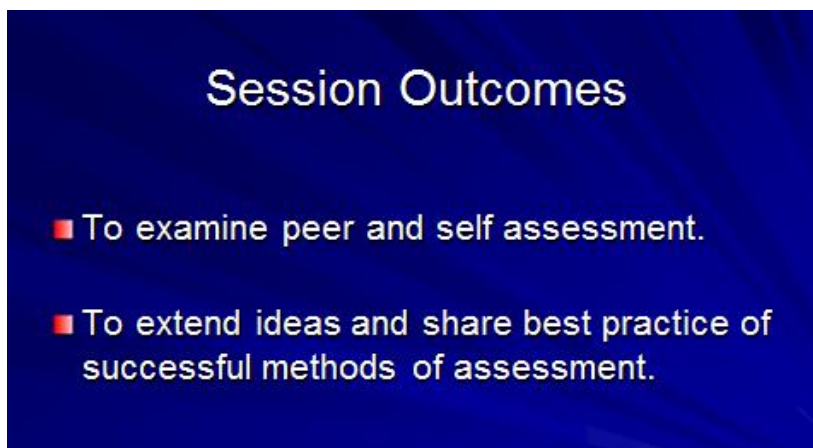 Session Outcomes
To examine peer and self assessment.
To extend ideas and share best practice of
successful methods of assessment.